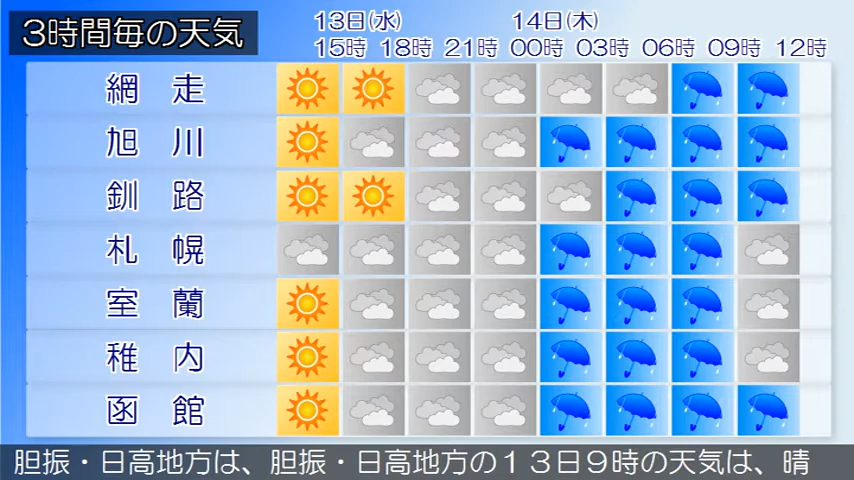 3時間毎の天気
13日(水) 14日(木)
15時 18時 21時 00時 03時 06時 09時 12時
網走
旭川
釧路
札幌
室蘭
稚内
函館
胆振・日高地方は、胆振・日高地方の13日9時の天気は、晴